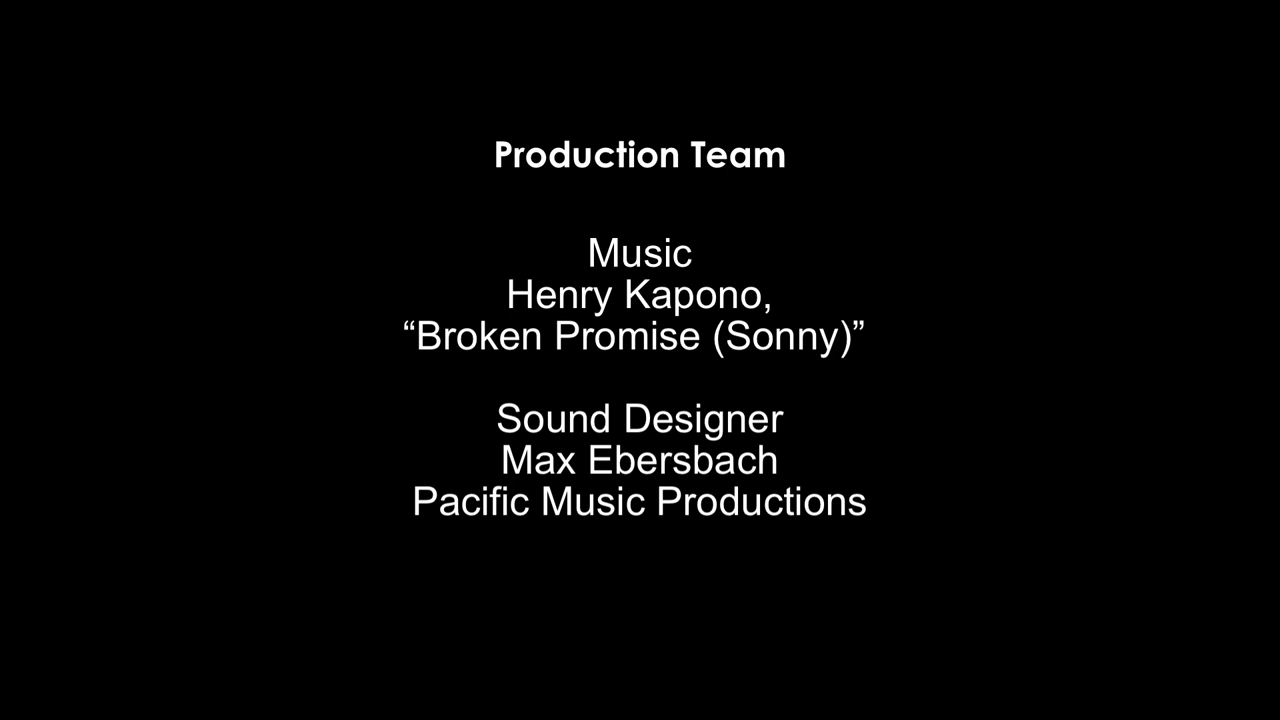 Production Team
Music
Henry Kapono,
“Broken Promise (Sonny)”
Sound Designer
Max Ebersbach
Pacific Music Productions